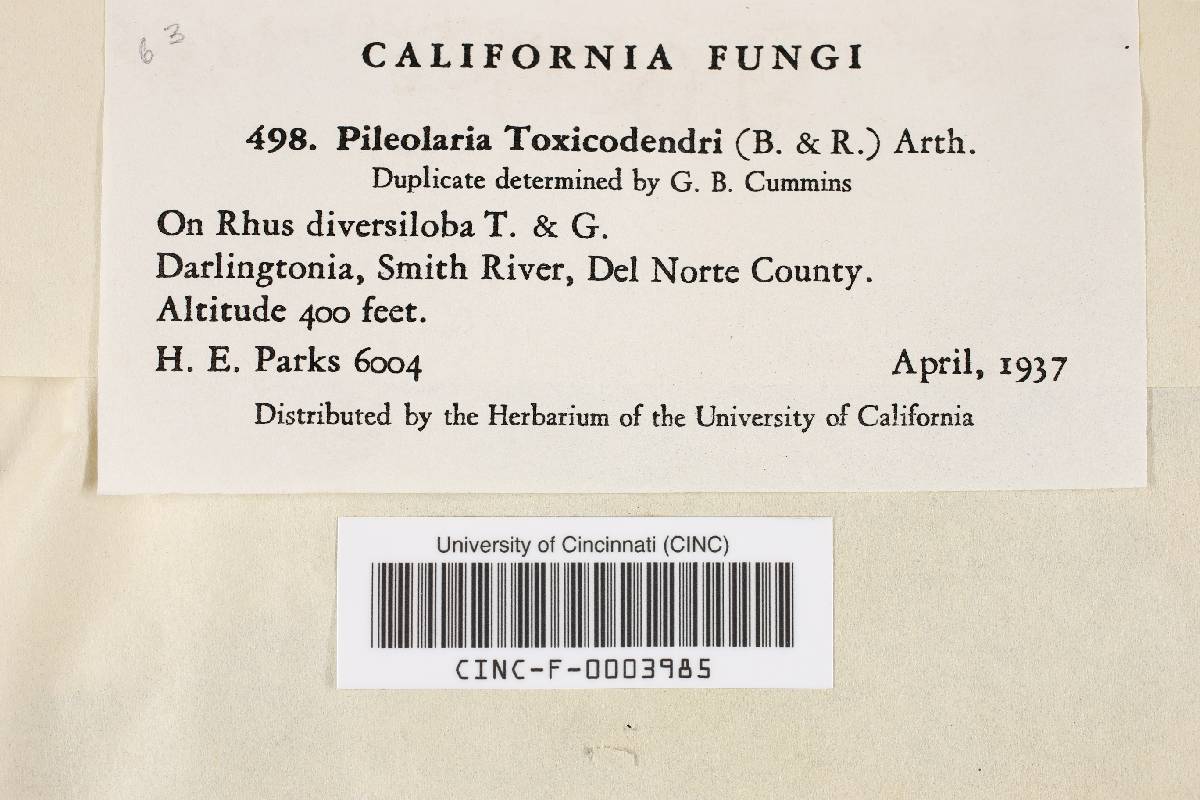 63
CALIFORNIA FUNGI
498. Pileolaria Toxicodendri (B. & R.) Arth.
Duplicate determined by G. B. Cummins
On Rhus diversiloba T. & G.
Darlingtonia, Smith River, Del Norte County.
Altitude 400 feet.
H. E. Parks 6004 April, 1937
Distributed by the Herbarium of the University of California
University of Cincinnati (CINC)
CINC-F-0003985